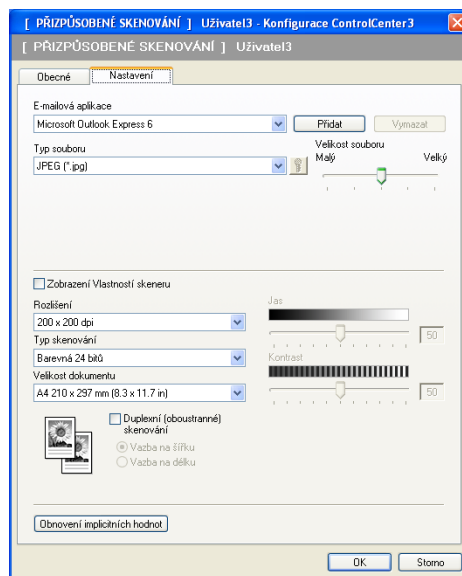 [ PŘIZPŮSOBENÉ SKENOVÁNÍ ] Uživatel3 - Konfigurace ControlCenter3
[ PŘIZPŮSOBENÉ SKENOVÁNÍ ] Uživatel3
Obecné
Nastavení
E-mailová aplikace
Microsoft Outlook Express 6
Přidat
Vymazat
Typ souboru
Velikost souboru
JPEG (*.jpg)
Malý
Velký
Zobrazení Vlastností skeneru
Rozlišení
Jas
200 x 200 dpi
50
Typ skenování
Barevná 24 bitů
Kontrast
Velikost dokumentu
A4 210 x 297 mm (8.3 x 11.7 in)
50
Duplexní (oboustranné)
skenování
Vazba na šířku
Vazba na délku
Obnovení implicitních hodnot
OK
Storno